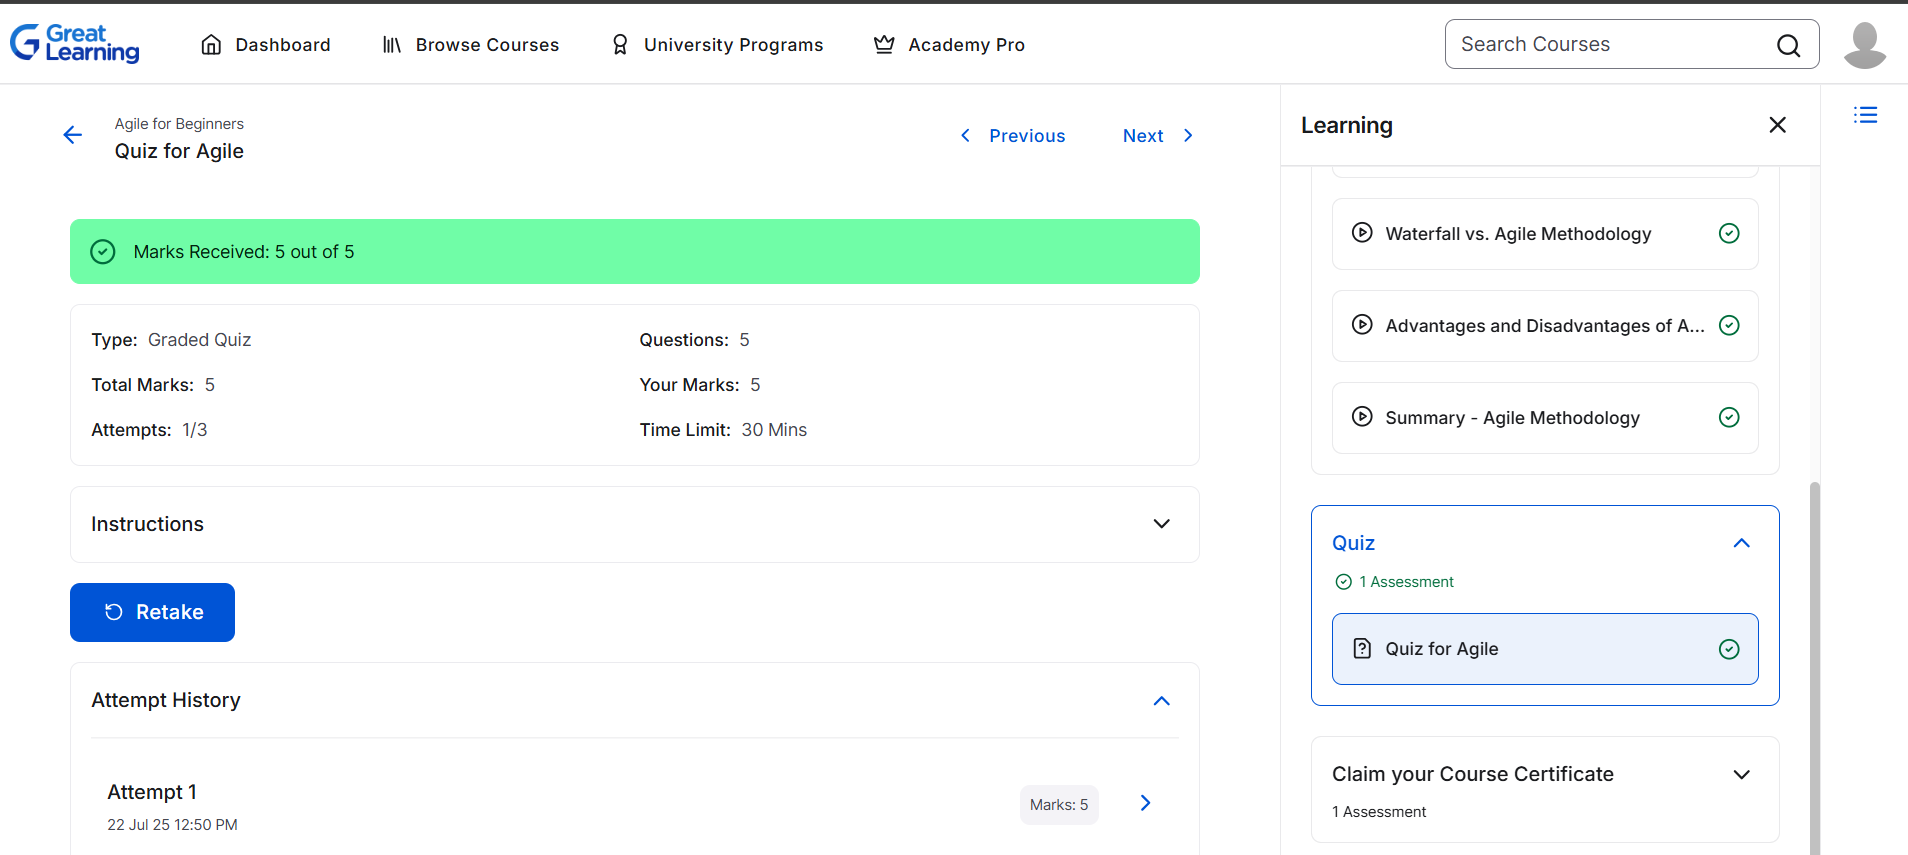 Great Learning
Dashboard
Browse Courses
University Programs
Academy Pro
Search Courses
Agile for Beginners
Quiz for Agile
Previous
Next
Marks Received: 5 out of 5
Type: Graded Quiz
Questions: 5
Total Marks: 5
Your Marks: 5
Attempts: 1/3
Time Limit: 30 Mins
Instructions
Retake
Attempt History
Attempt 1
22 Jul 25 12:50 PM
Marks: 5
Learning
Waterfall vs. Agile Methodology
Advantages and Disadvantages of A...
Summary - Agile Methodology
Quiz
1 Assessment
Quiz for Agile
Claim your Course Certificate
1 Assessment